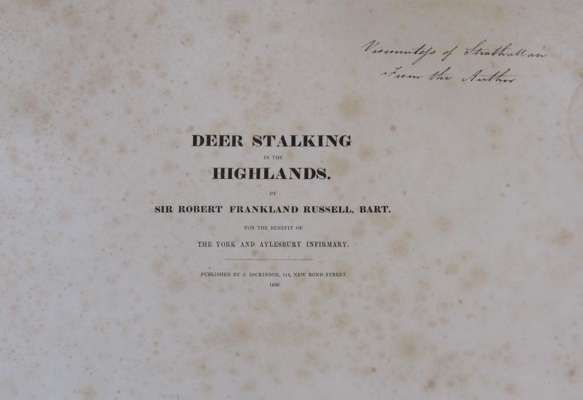 Viscountess of Strathallan
From the Author
DEER STALKING
IN THE
HIGHLANDS.
BY
SIR ROBERT FRANKLAND RUSSELL, BART.
FOR THE BENEFIT OF
THE YORK AND AYLESBURY INFIRMARY.
PUBLISHED BY J. DICKINSON, 114, NEW BOND STREET.